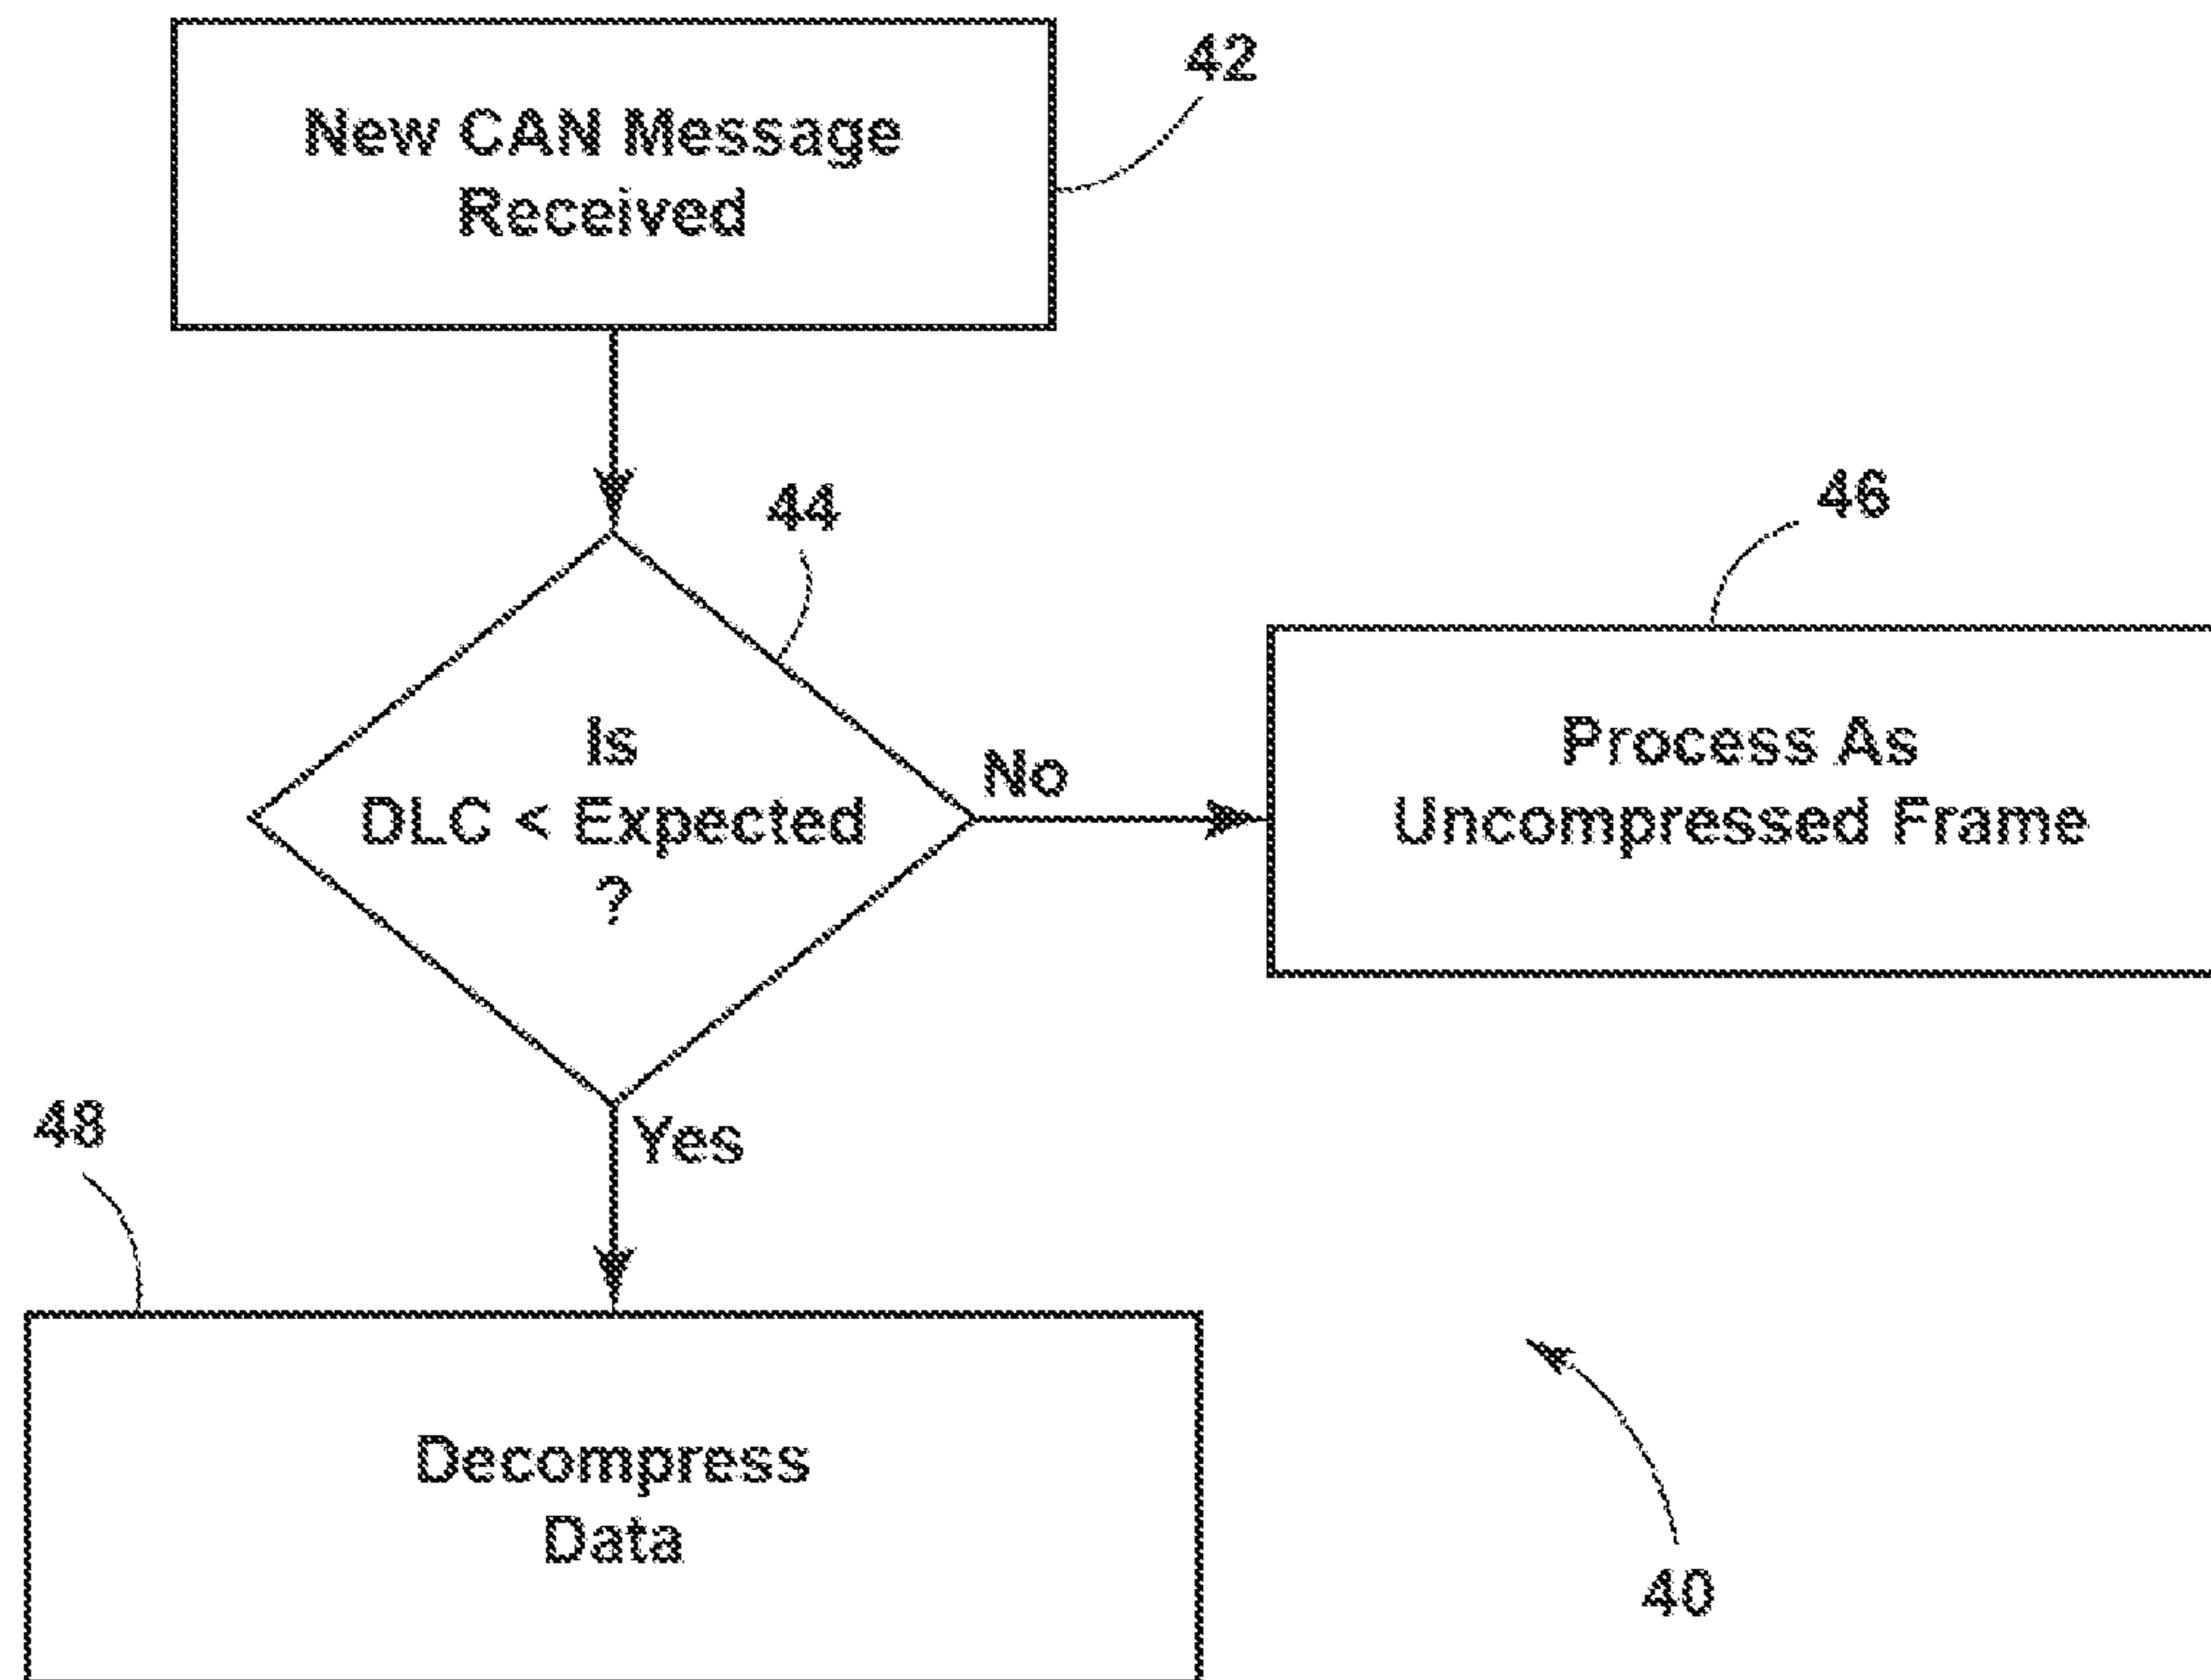 New CAN Message
Received
42
44
Is
DLC < Expected
?
No
46
Process As
Uncompressed Frame
Yes
48
Decompress
Data
40